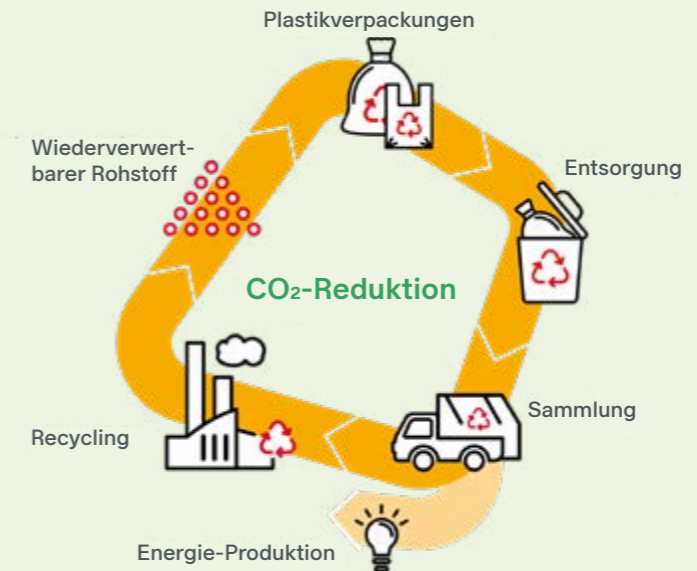 Plastikverpackungen
Wiederverwert-
barer Rohstoff
Entsorgung
CO₂-Reduktion
Sammlung
Recycling
Energie-Produktion